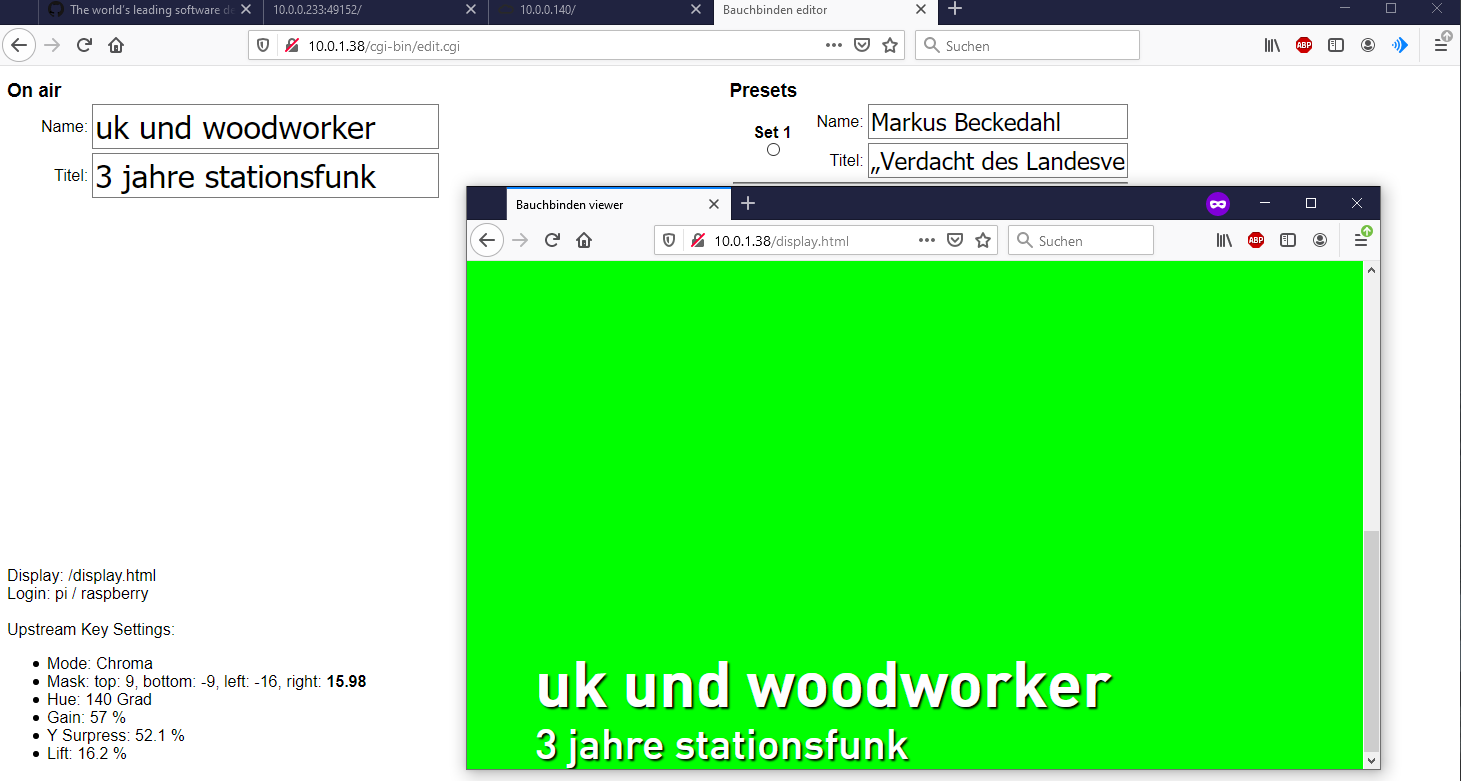 The world's leading software de
10.0.0.233:49152/
10.0.0.140/
Bauchbinden editor
10.0.1.38/cgi-bin/edit.cgi
Suchen
ABP
On air
Name: uk und woodworker
Titel: 3 jahre stationsfunk
Presets
Set 1
Name: Markus Beckedahl
Titel: „Verdacht des Landesve
Bauchbinden viewer
10.0.1.38/display.html
Suchen
ABP
uk und woodworker
3 jahre stationsfunk
Display: /display.html
Login: pi / raspberry
Upstream Key Settings:
Mode: Chroma
Mask: top: 9, bottom: -9, left: -16, right: 15.98
Hue: 140 Grad
Gain: 57 %
Y Surpress: 52.1 %
Lift: 16.2 %